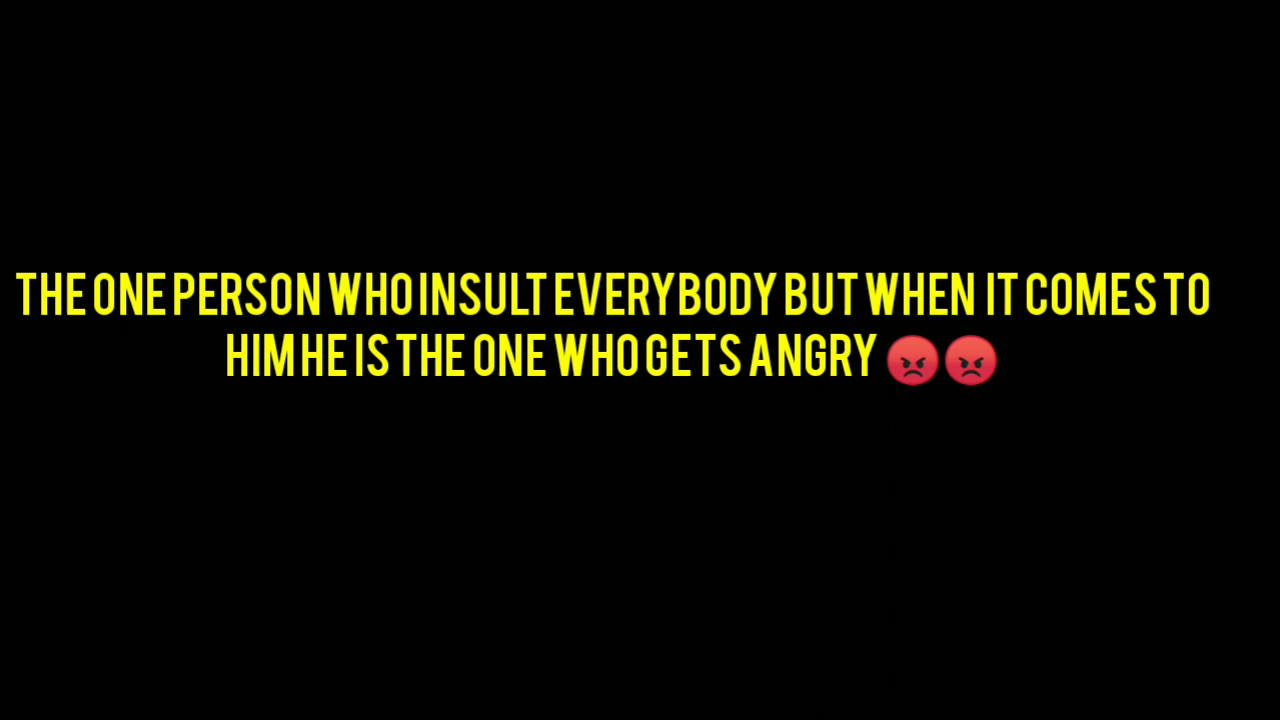 THE ONE PERSON WHO INSULT EVERYBODY BUT WHEN IT COMES TO
HIM HE IS THE ONE WHO GETS ANGRY 😡😡